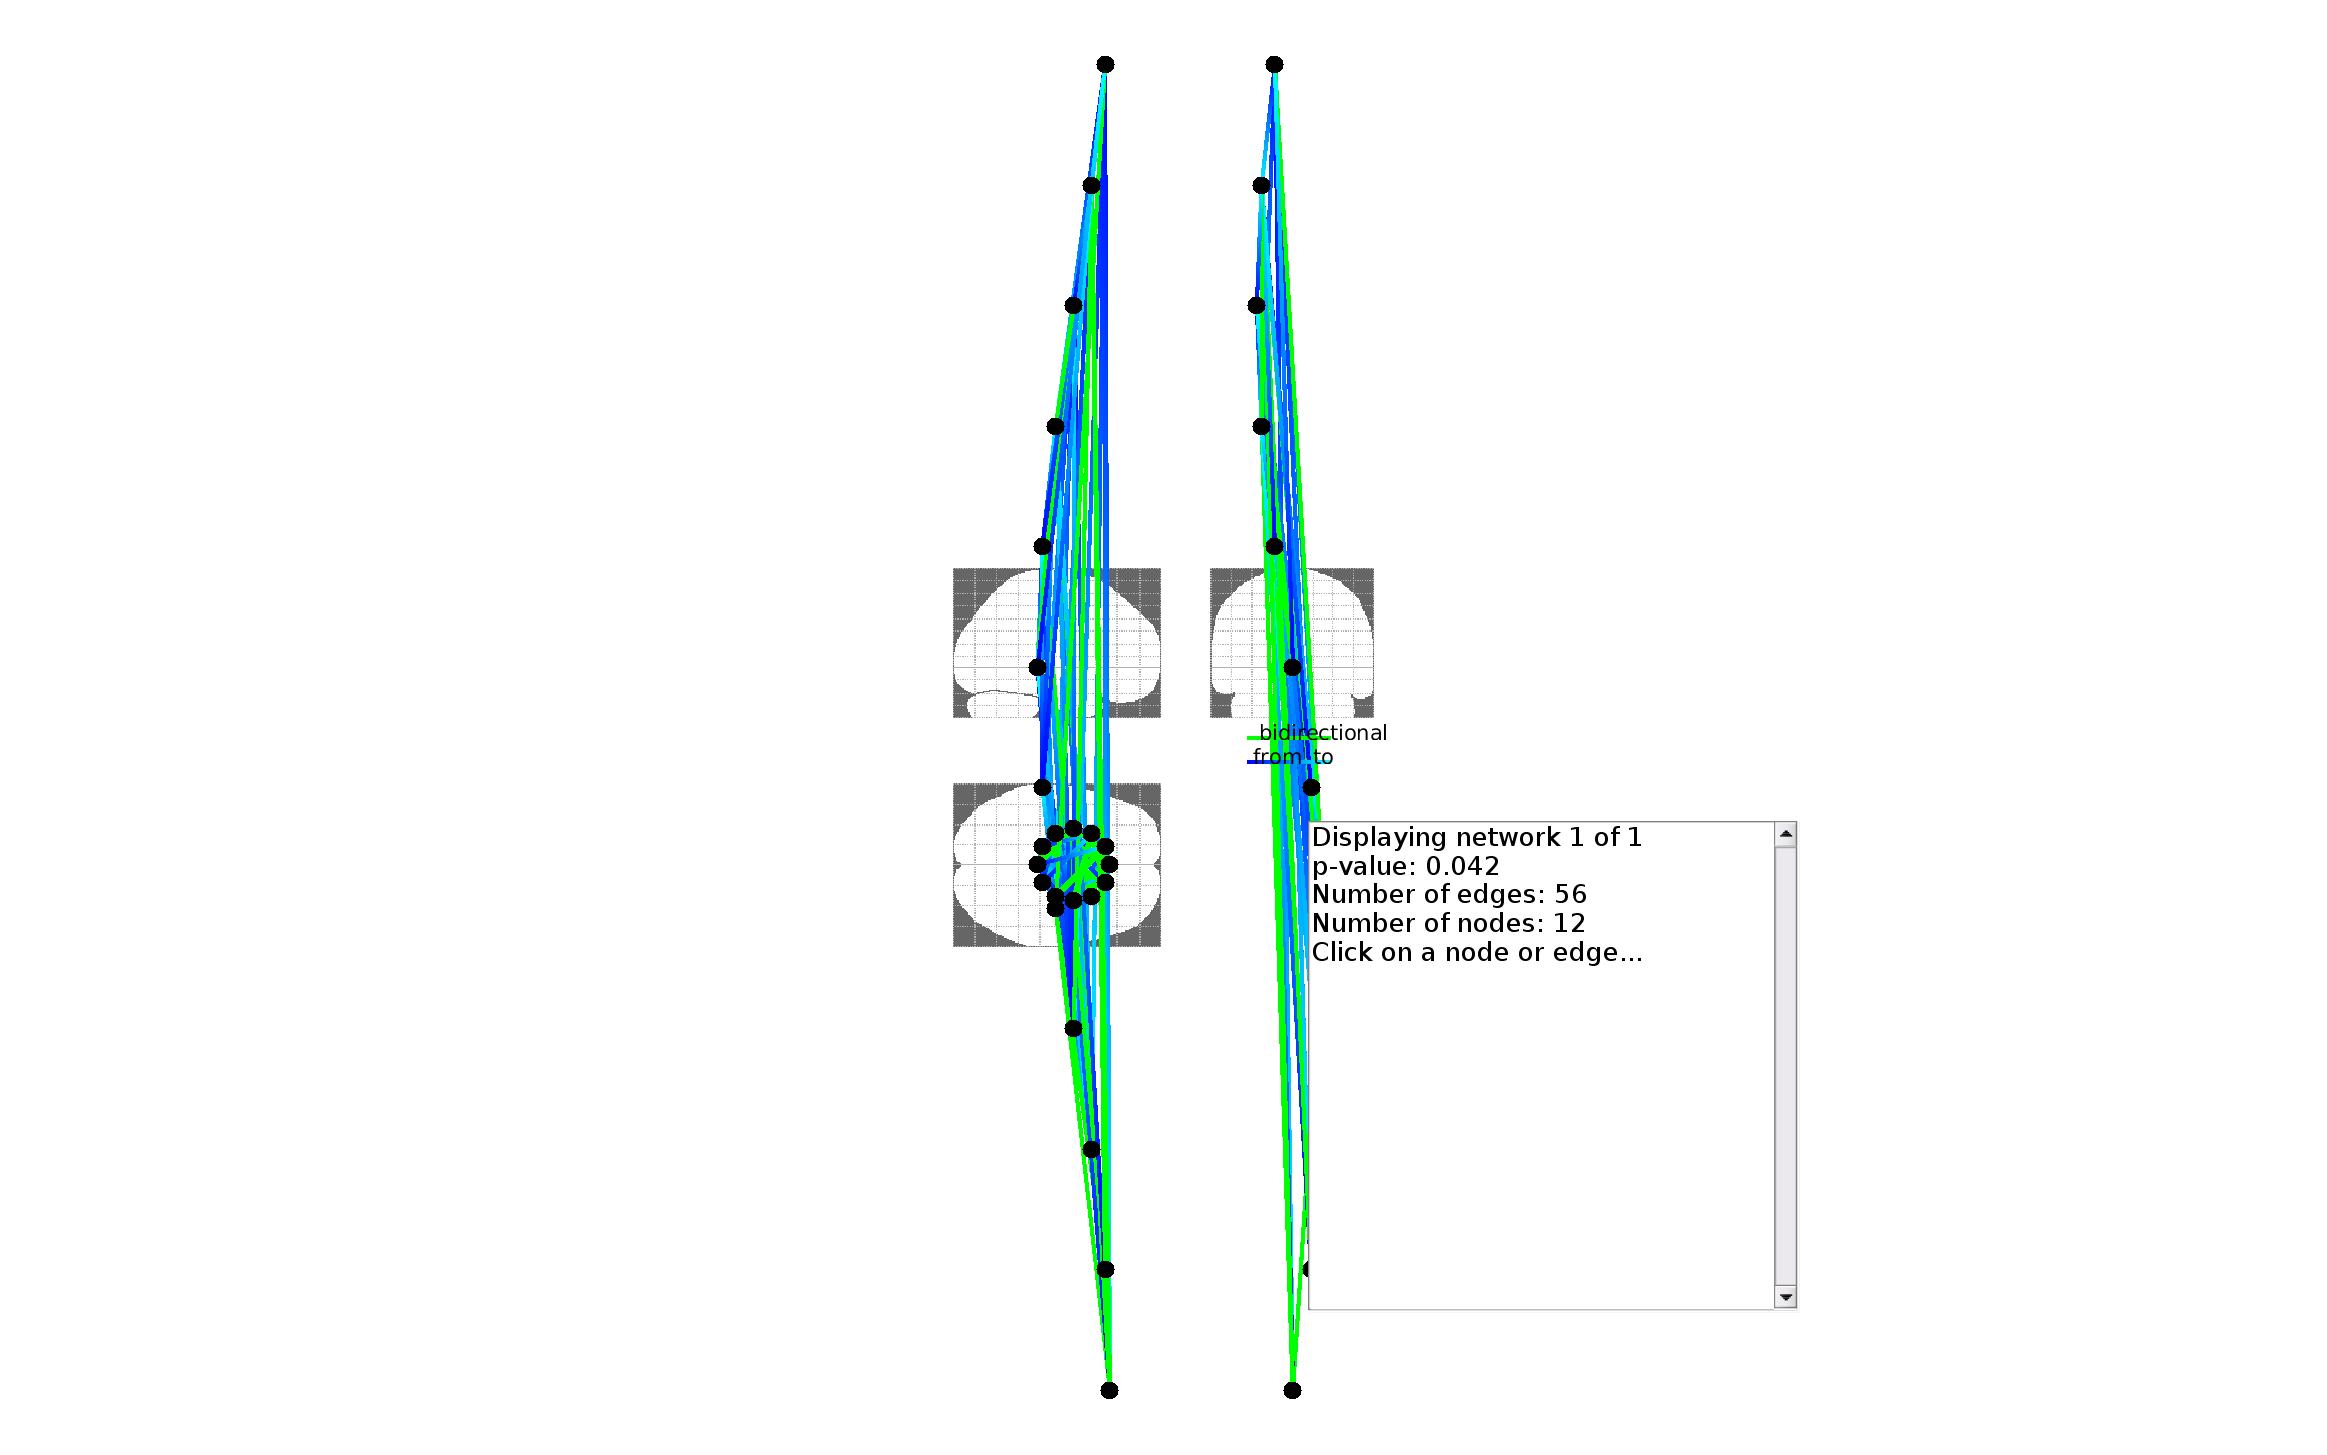 bidirectional
from to
Displaying network 1 of 1
p-value: 0.042
Number of edges: 56
Number of nodes: 12
Click on a node or edge...